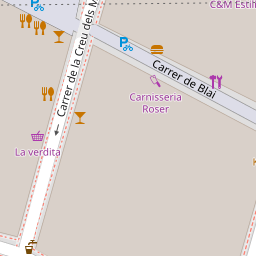 C&M Estil
Carrer de la Creu dels M
Carrer de Blai
Carnisseria
Roser
La verdita